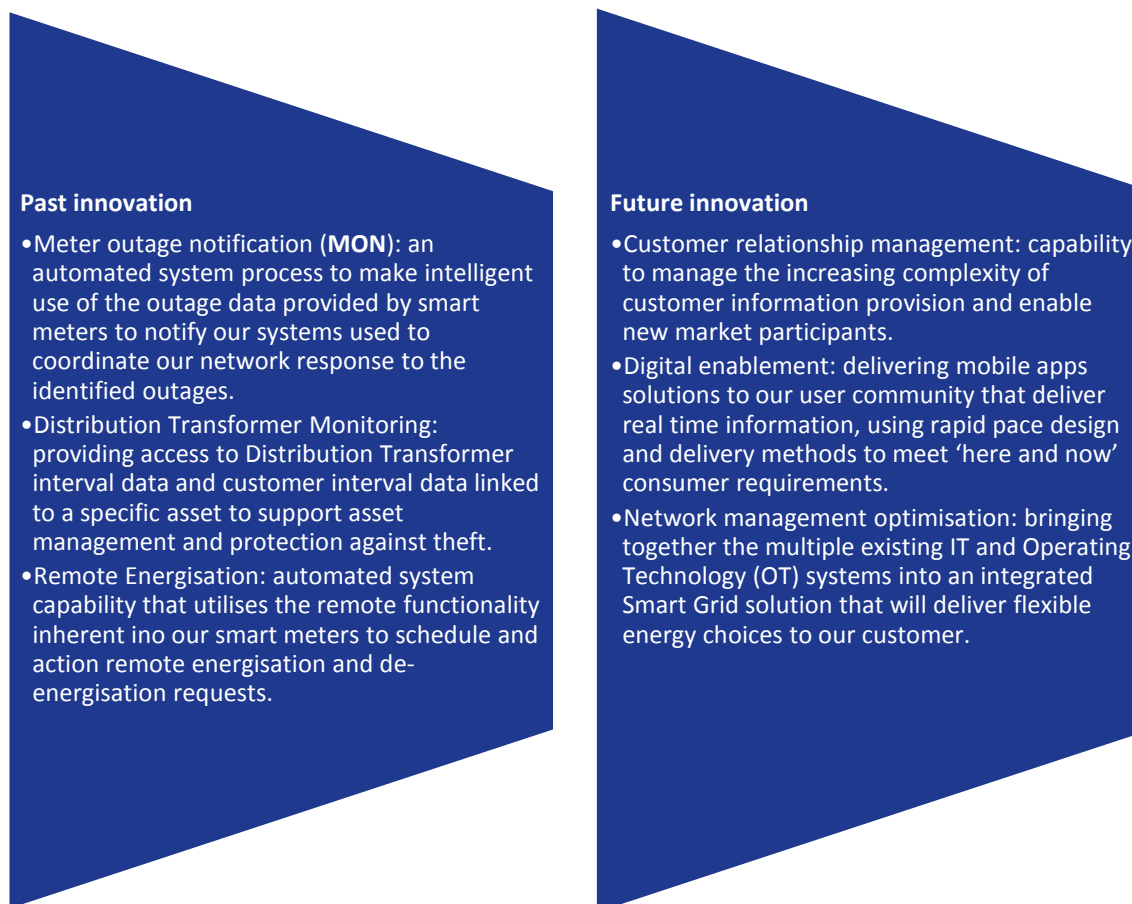 Past innovation
•Meter outage notification (MON): an
automated system process to make intelligent
use of the outage data provided by smart
meters to notify our systems used to
coordinate our network response to the
identified outages.
•Distribution Transformer Monitoring:
providing access to Distribution Transformer
interval data and customer interval data linked
to a specific asset to support asset
management and protection against theft.
•Remote Energisation: automated system
capability that utilises the remote functionality
inherent ino our smart meters to schedule and
action remote energisation and de-
energisation requests.
Future innovation
•Customer relationship management: capability
to manage the increasing complexity of
customer information provision and enable
new market participants.
•Digital enablement: delivering mobile apps
solutions to our user community that deliver
real time information, using rapid pace design
and delivery methods to meet ‘here and now’
consumer requirements.
•Network management optimisation: bringing
together the multiple existing IT and Operating
Technology (OT) systems into an integrated
Smart Grid solution that will deliver flexible
energy choices to our customer.